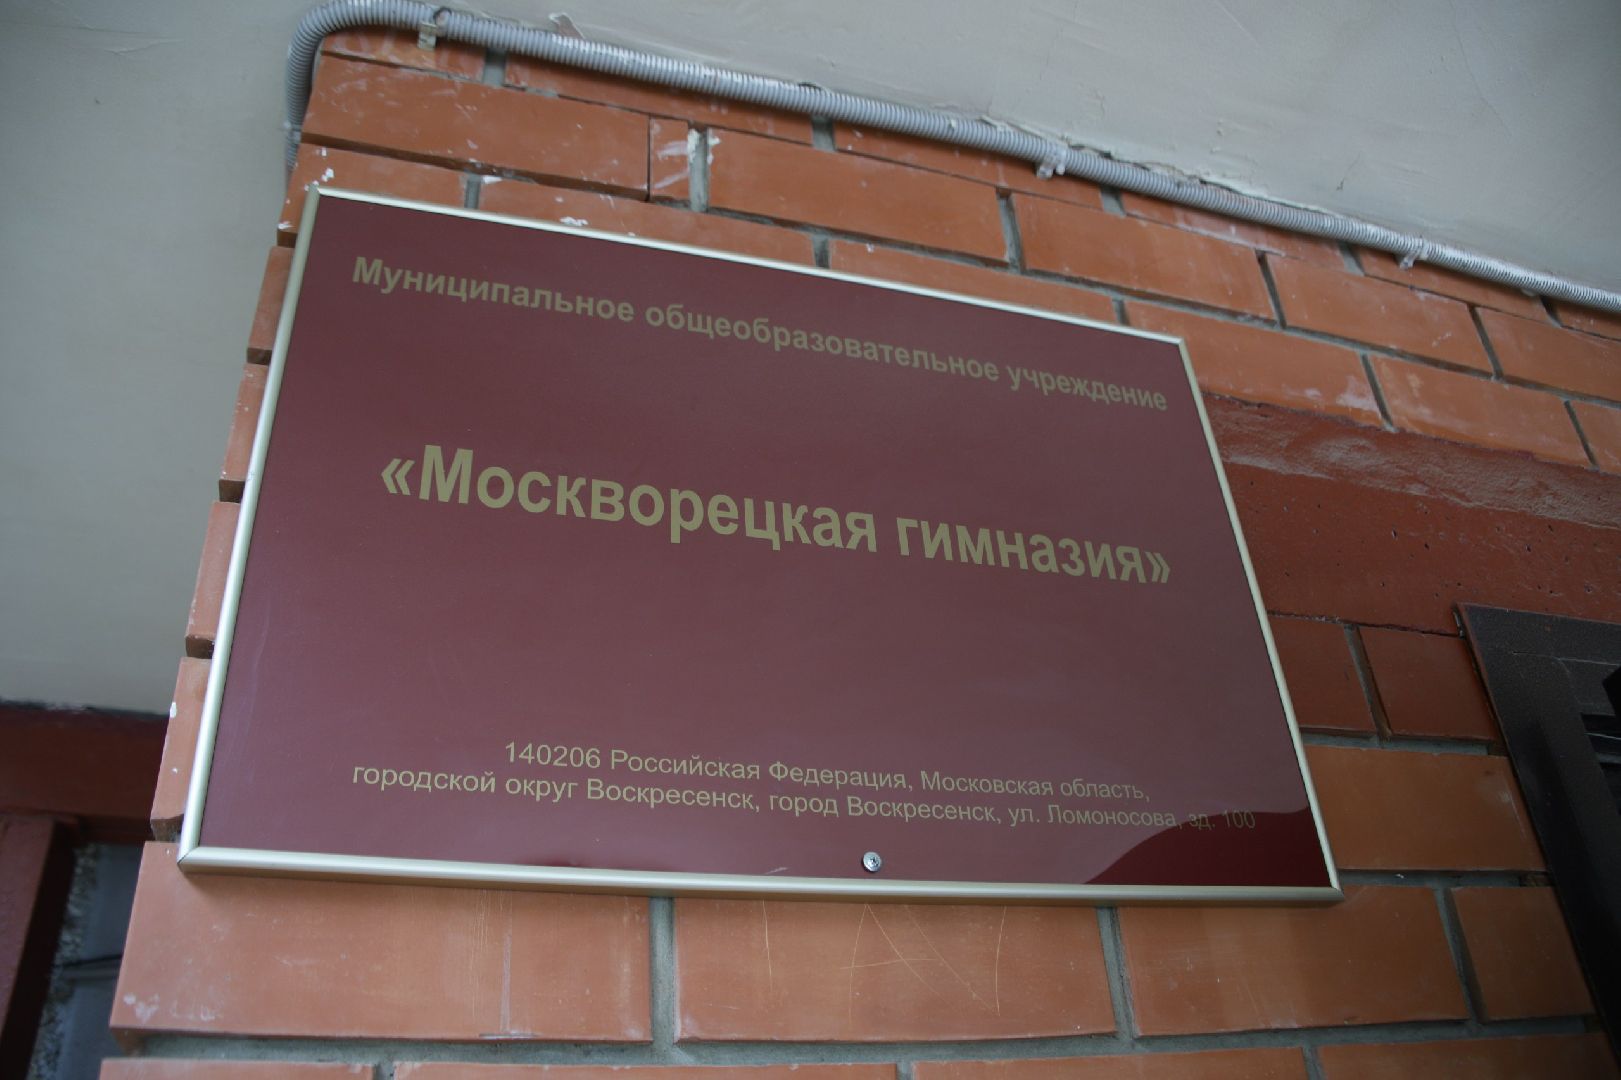 Муниципальное общеобразовательное учреждение
«Москворецкая гимназия»
140206 Российская Федерация, Московская область,
городской округ Воскресенск, город Воскресенск, ул. Ломоносова, зд. 100